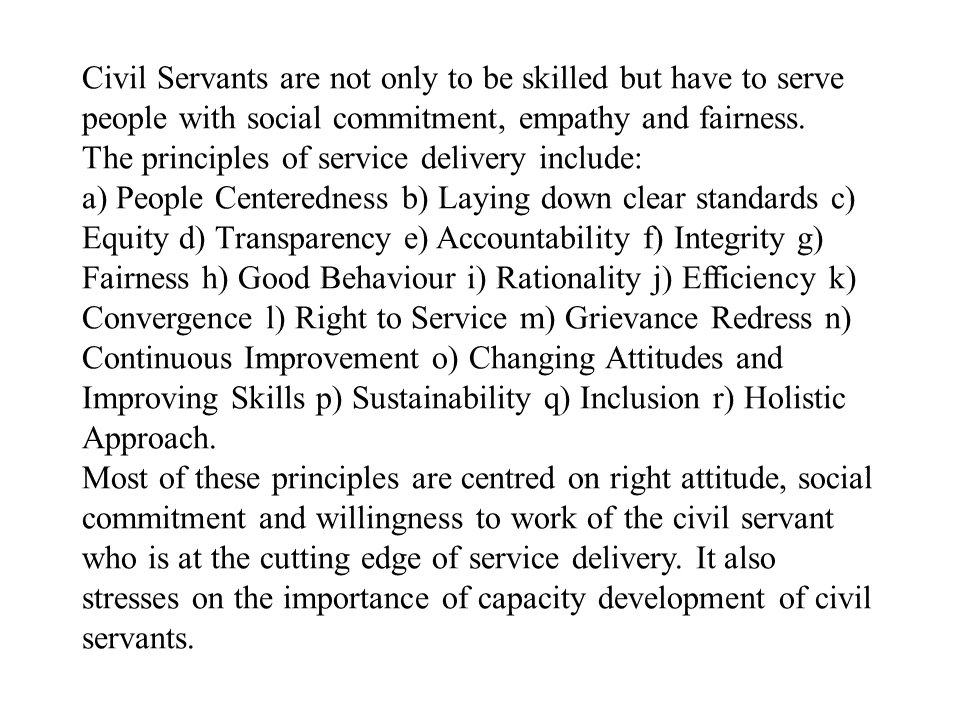 Civil Servants are not only to be skilled but have to serve
people with social commitment, empathy and fairness.
The principles of service delivery include:
a) People Centeredness b) Laying down clear standards c)
Equity d) Transparency e) Accountability f) Integrity g)
Fairness h) Good Behaviour i) Rationality j) Efficiency k)
Convergence l) Right to Service m) Grievance Redress n)
Continuous Improvement o) Changing Attitudes and
Improving Skills p) Sustainability q) Inclusion r) Holistic
Approach.
Most of these principles are centred on right attitude, social
commitment and willingness to work of the civil servant
who is at the cutting edge of service delivery. It also
stresses on the importance of capacity development of civil
servants.